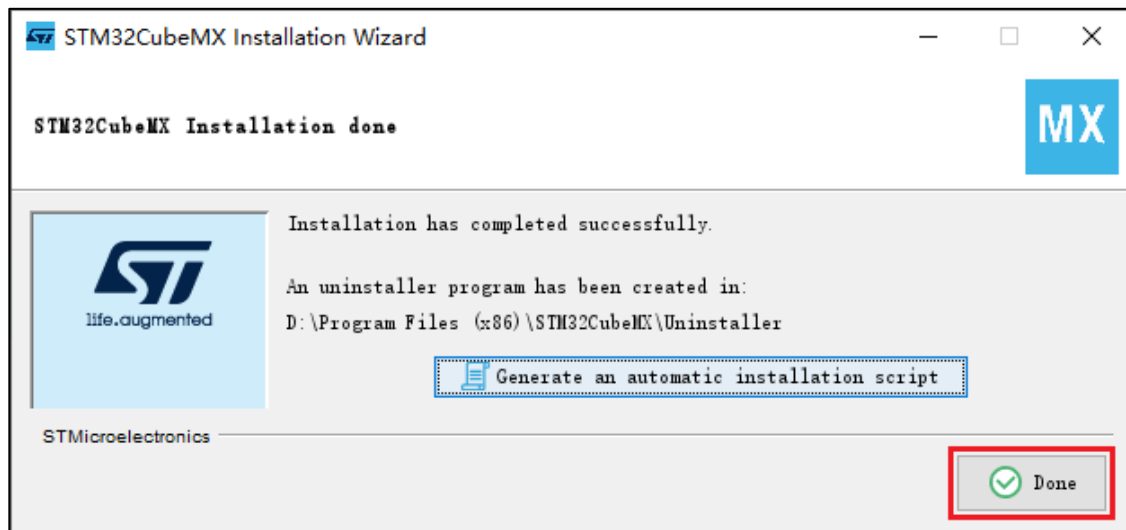 STM32CubeMX Installation Wizard
STM32CubeMX Installation done
MX
Installation has completed successfully.
ST
life.augmented
An uninstaller program has been created in:
D:\Program Files (x86)\STM32CubeMX\Uninstaller
Generate an automatic installation script
STMicroelectronics
Done